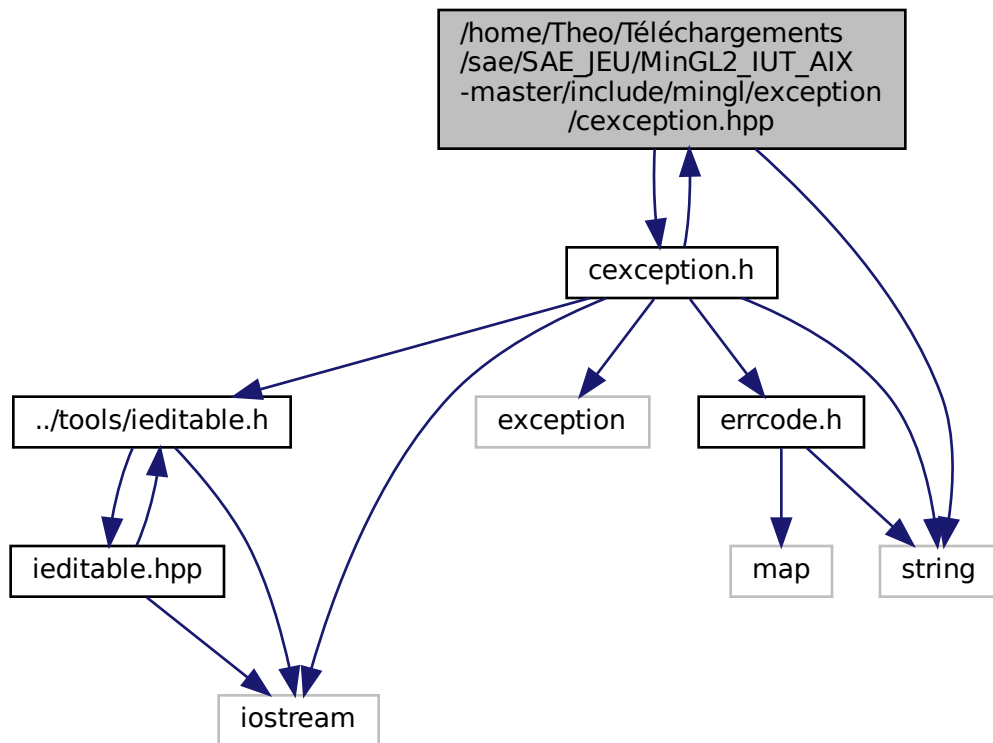 /home/Theo/Téléchargements
/sae/SAE_JEU/MinGL2_IUT_AIX
-master/include/mingl/exception
/cexception.hpp
cexception.h
../tools/ieditable.h
exception
errcode.h
ieditable.hpp
map
string
iostream